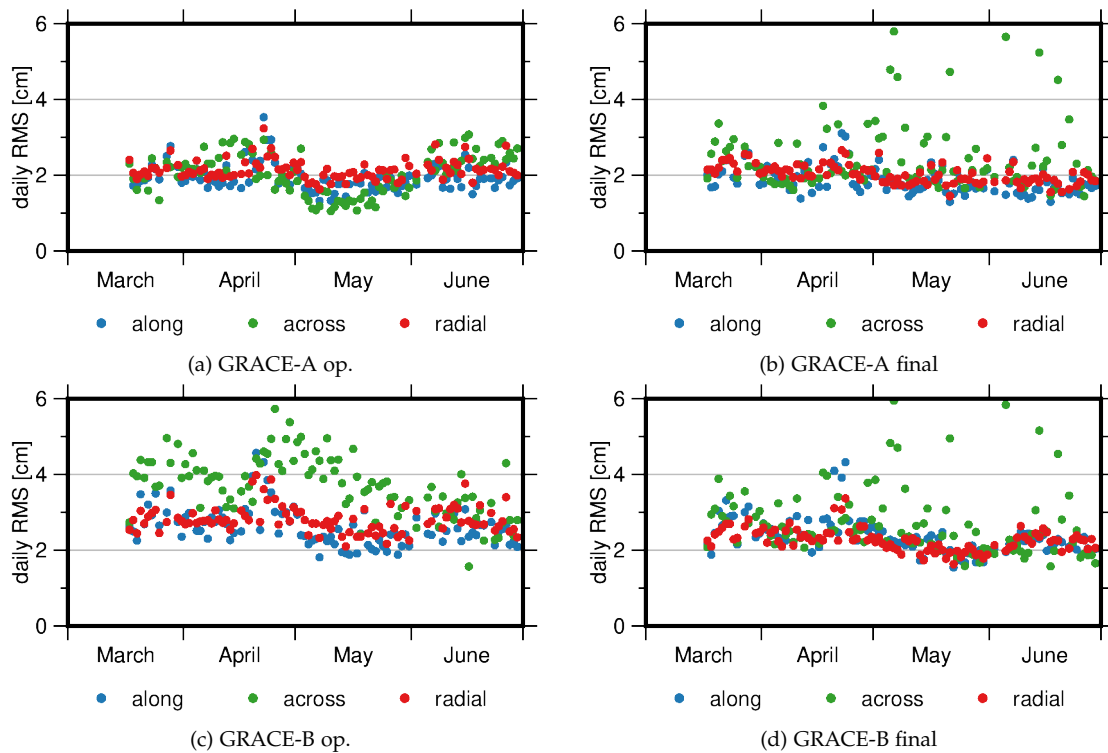 6
4
2
0
daily RMS [cm]
March April May June
along across radial
(a) GRACE-A op.
6
4
2
0
daily RMS [cm]
March April May June
along across radial
(b) GRACE-A final
6
4
2
0
daily RMS [cm]
March April May June
along across radial
(c) GRACE-B op.
6
4
2
0
daily RMS [cm]
March April May June
along across radial
(d) GRACE-B final